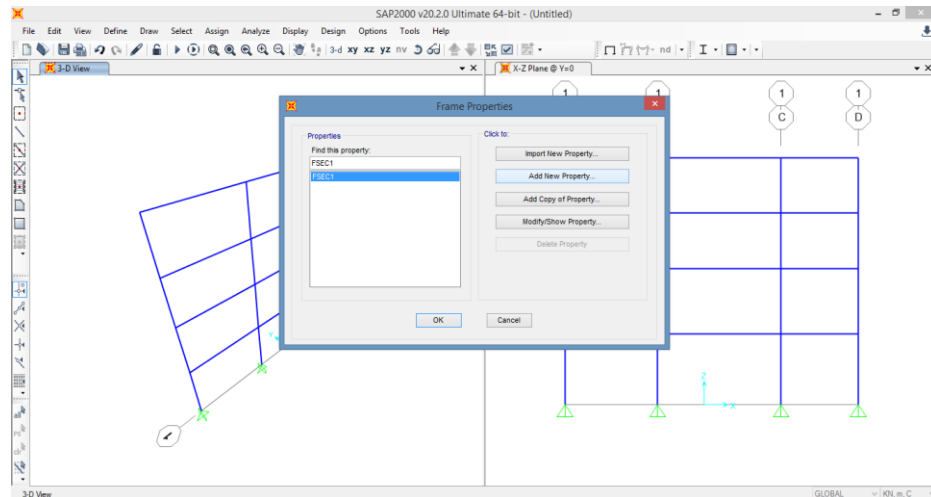 SAP2000 v20.2.0 Ultimate 64-bit - (Untitled)
File Edit View Define Draw Select Assign Analyze Display Design Options Tools Help
3-d xy xz yz nv
nd
3-D View
X-Z Plane @ Y=0
Frame Properties
Properties
Find this property:
FSEC1
FSEC1
Click to:
Import New Property...
Add New Property...
Add Copy of Property...
Modify/Show Property...
Delete Property
OK
Cancel
1
1
1
1
C
D
Z
X
3-D View
GLOBAL
KN, m, C